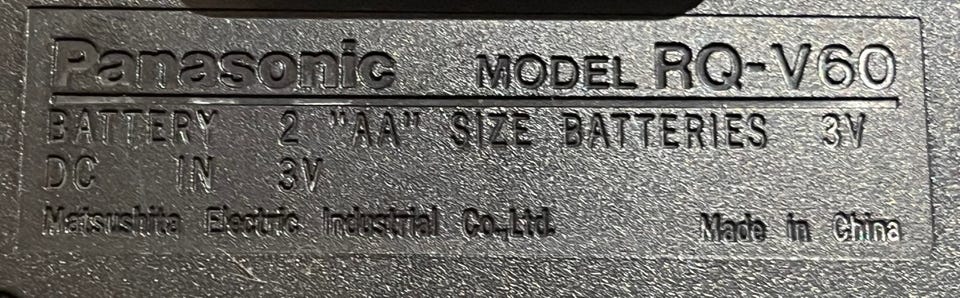 Panasonic MODEL RQ-V60
BATTERY 2 "AA" SIZE BATTERIES 3V
DC IN 3V
Matsushita Electric Industrial Co.,Ltd. Made in China